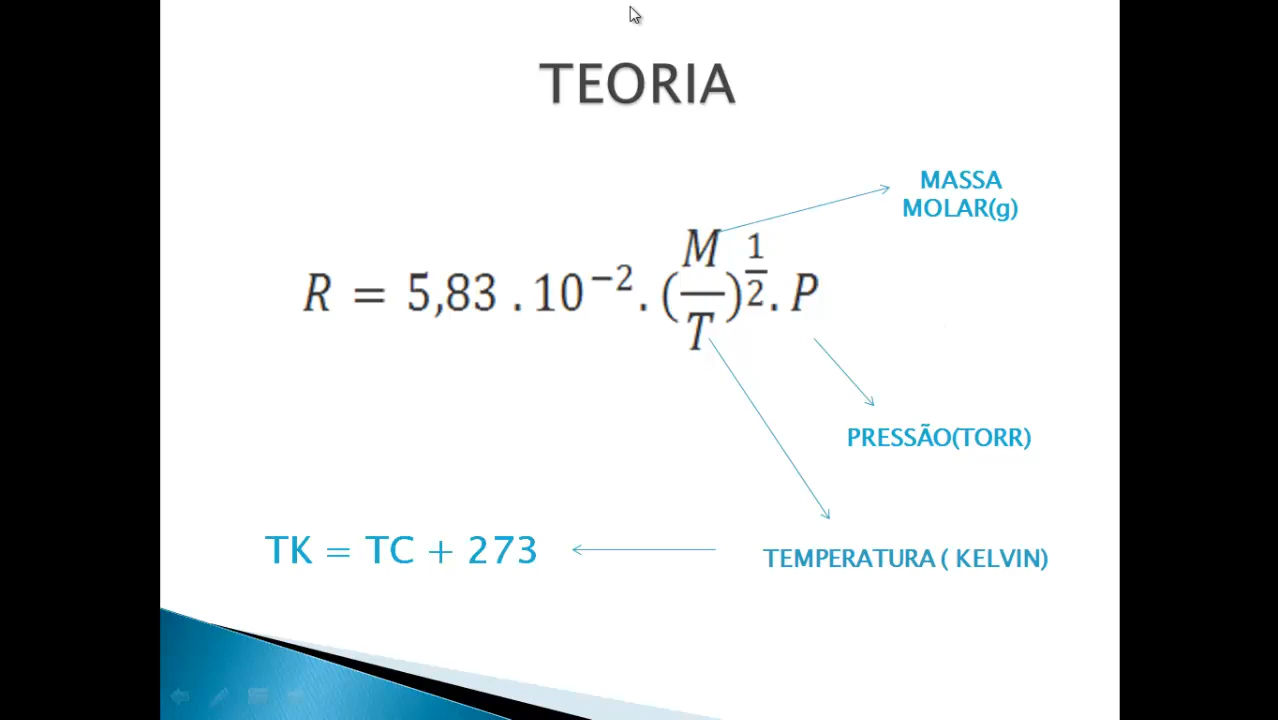 TEORIA
MASSA
MOLAR(g)
R = 5,83 . 10⁻² . (M/T)^(1/2) . P
PRESSÃO(TORR)
TK = TC + 273
TEMPERATURA ( KELVIN)